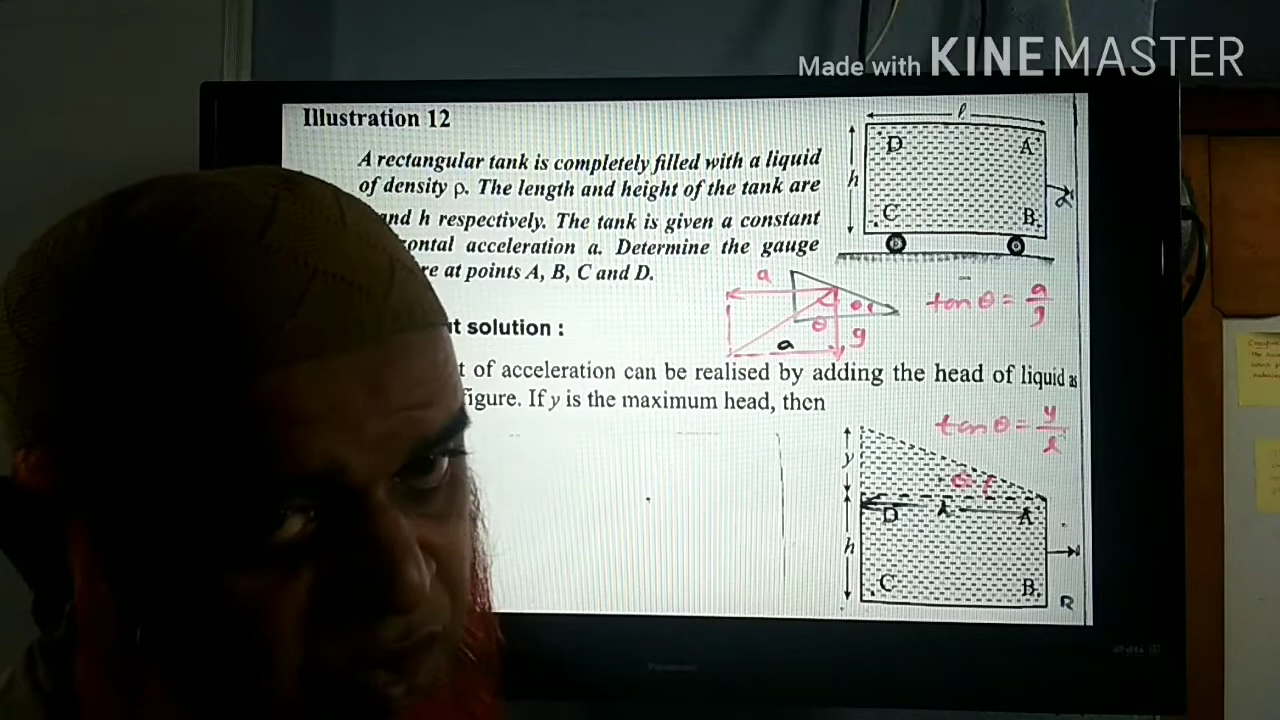 Made with KINEMASTER
Illustration 12
A rectangular tank is completely filled with a liquid
of density ρ. The length and height of the tank are
and h respectively. The tank is given a constant
ontal acceleration a. Determine the gauge
re at points A, B, C and D.
t solution :
t of acceleration can be realised by adding the head of liquid as
figure. If y is the maximum head, then
ℓ
D A
h
C B
a
θ
θ g
a
tan θ = a/g
tan θ = y/ℓ
y
θ
D A
h
C B